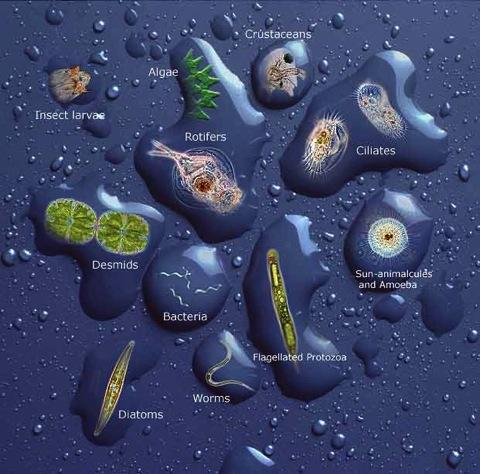 Crustaceans
Algae
Insect larvae
Rotifers
Ciliates
Desmids
Sun-animalcules
and Amoeba
Bacteria
Flagellated Protozoa
Worms
Diatoms